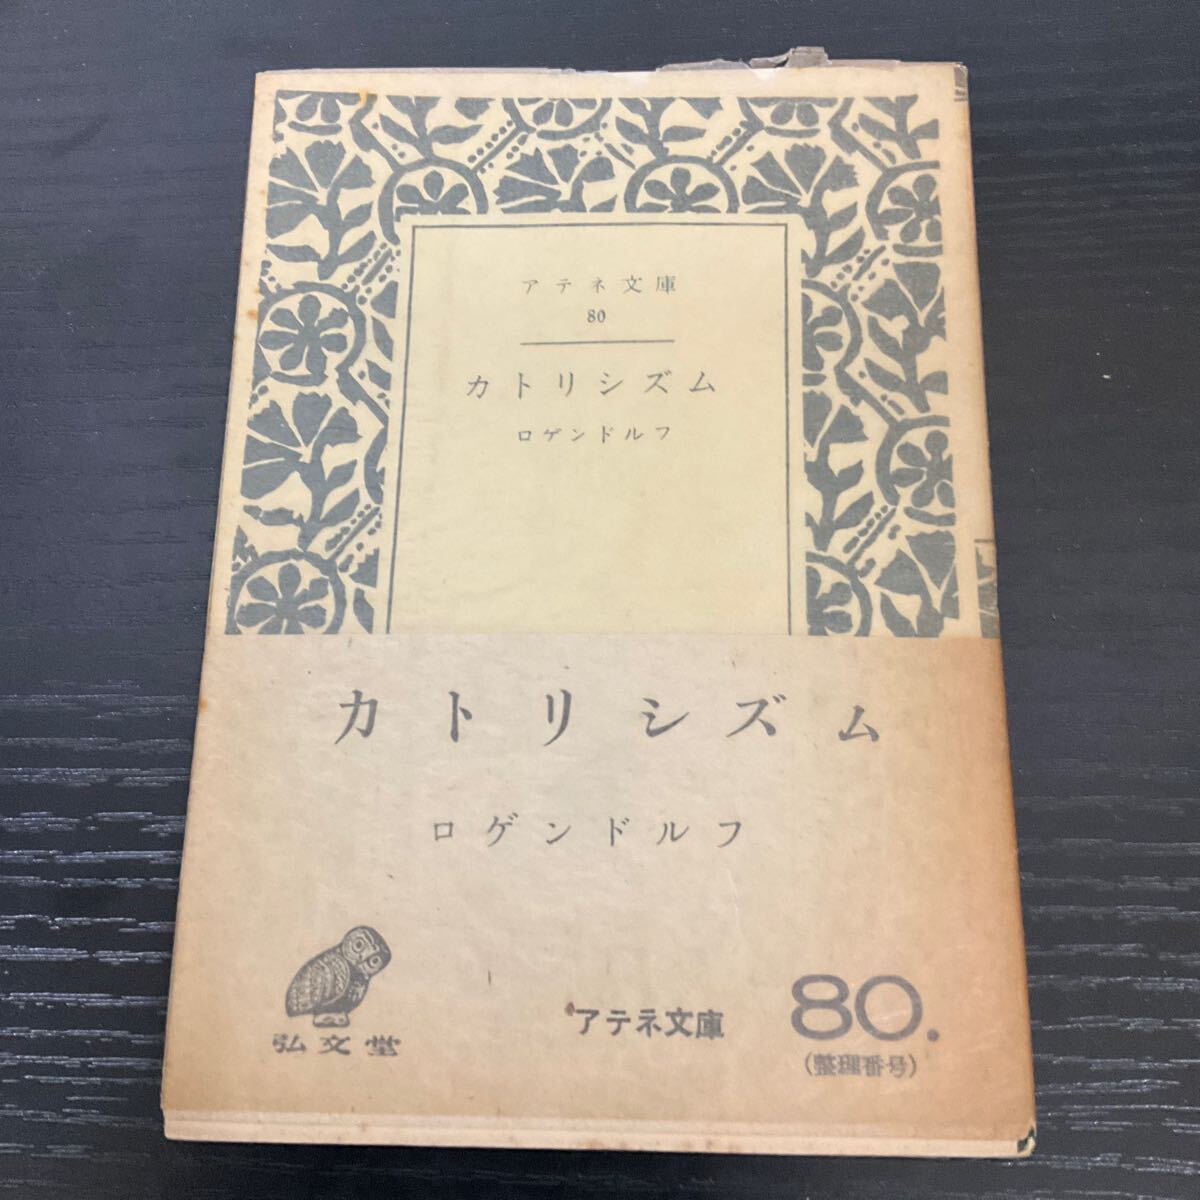 アテネ文庫
80
カトリシズム
ロゲンドルフ
カトリシズム
ロゲンドルフ
弘文堂
アテネ文庫
80.
(整理番号)